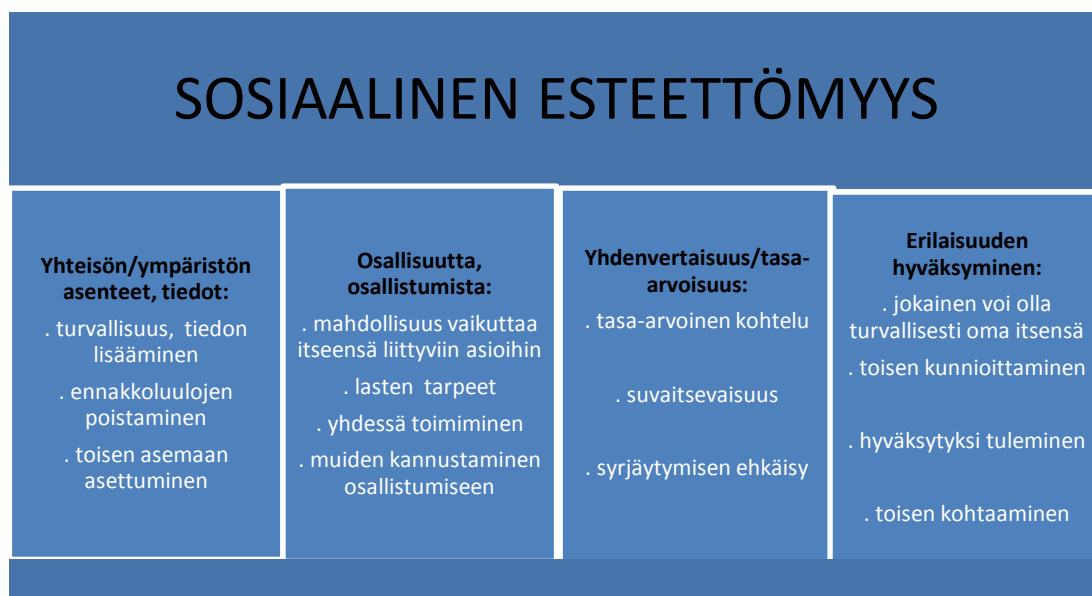 SOSIAALINEN ESTEETTÖMYYS
Yhteisön/ympäristön
asenteet, tiedot:
. turvallisuus, tiedon
lisääminen
. ennakkoluulojen
poistaminen
. toisen asemaan
asettuminen
Osallisuutta,
osallistumista:
. mahdollisuus vaikuttaa
itseensä liittyviin asioihin
. lasten tarpeet
. yhdessä toimiminen
. muiden kannustaminen
osallistumiseen
Yhdenvertaisuus/tasa-
arvoisuus:
. tasa-arvoinen kohtelu
. suvaitsevaisuus
. syrjäytymisen ehkäisy
Erilaisuuden
hyväksyminen:
. jokainen voi olla
turvallisesti oma itsensä
. toisen kunnioittaminen
. hyväksytyksi tuleminen
. toisen kohtaaminen